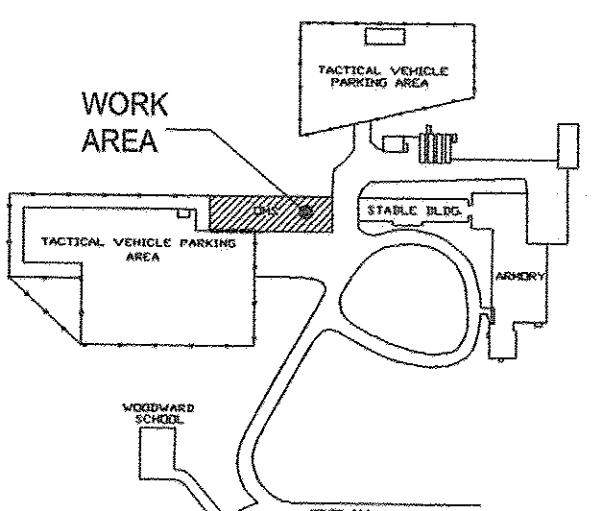 TACTICAL VEHICLE
PARKING AREA
WORK
AREA
OMS
STABLE BLDG.
TACTICAL VEHICLE PARKING
AREA
ARMORY
WOODWARD
SCHOOL